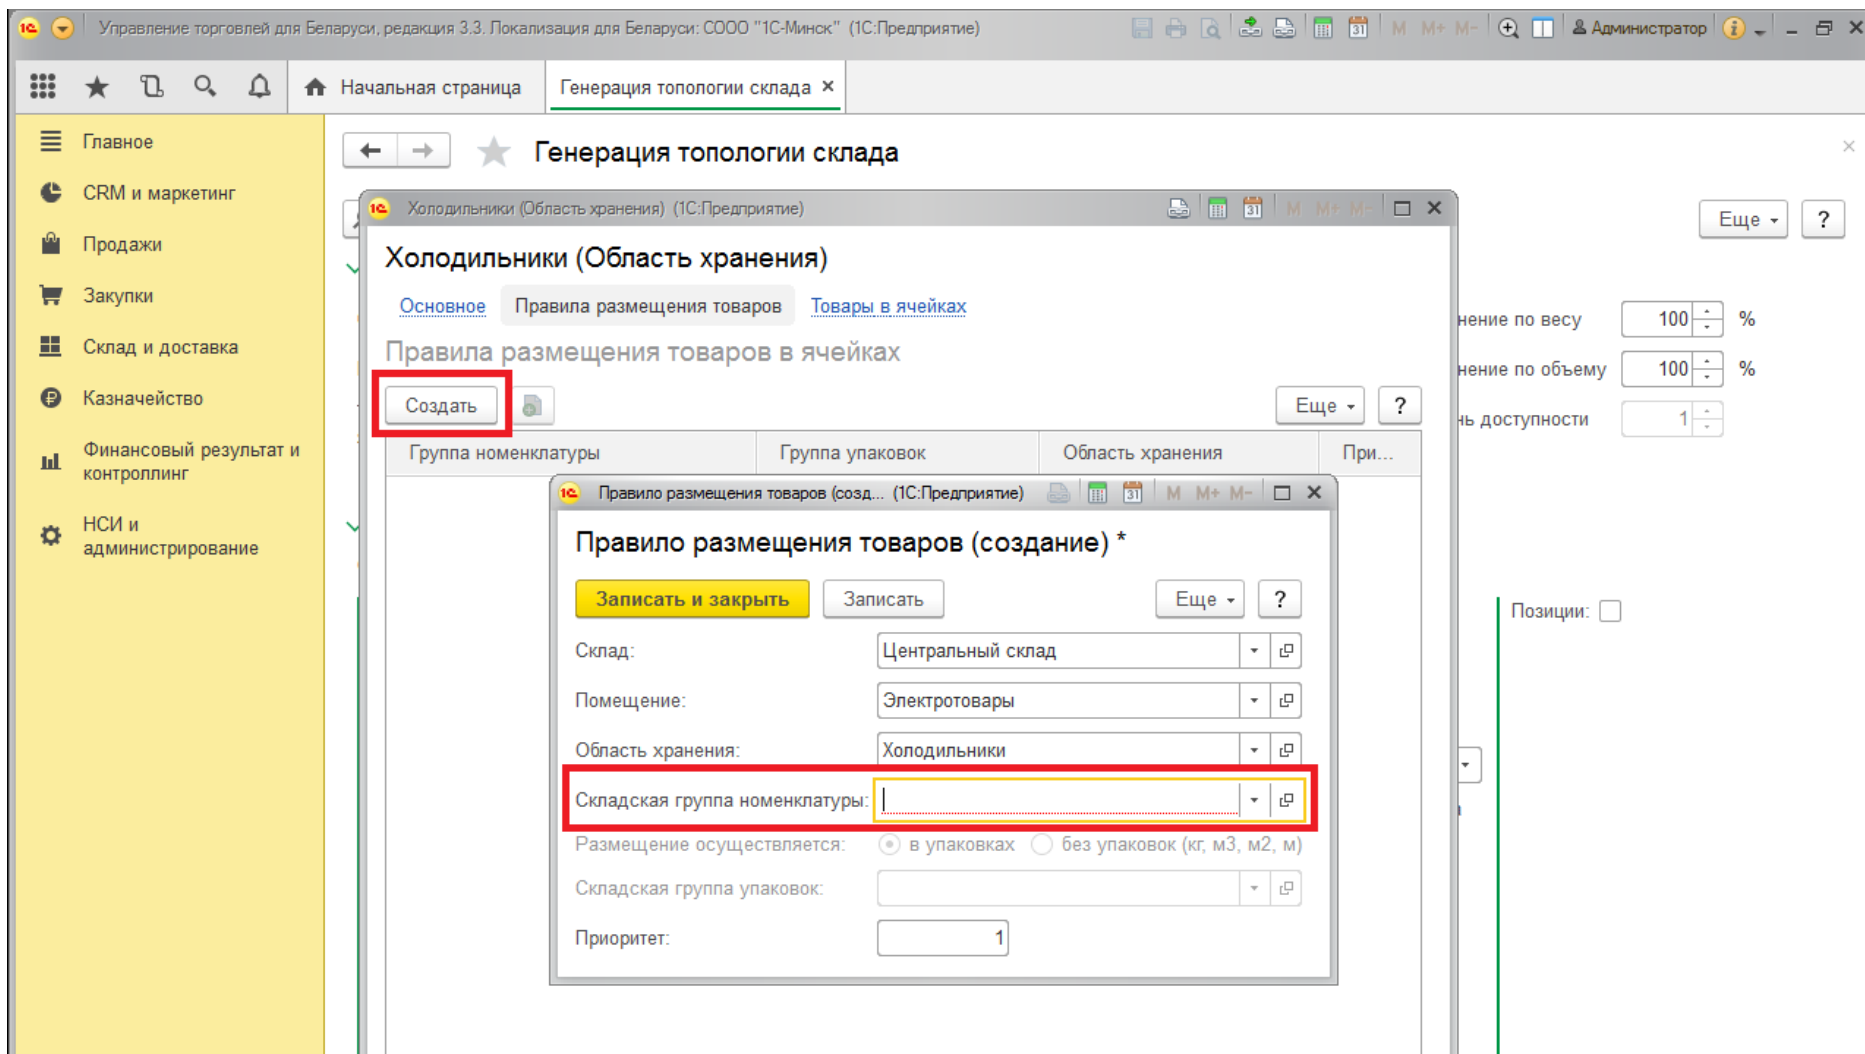 Управление торговлей для Беларуси, редакция 3.3. Локализация для Беларуси: СООО "1С-Минск" (1С:Предприятие)
M M+ M-
Администратор
Начальная страница
Генерация топологии склада ×
Главное
CRM и маркетинг
Продажи
Закупки
Склад и доставка
Казначейство
Финансовый результат и
контроллинг
НСИ и
администрирование
Генерация топологии склада
Еще
?
Холодильники (Область хранения) (1С:Предприятие)
M M+ M-
Холодильники (Область хранения)
Основное
Правила размещения товаров
Товары в ячейках
Правила размещения товаров в ячейках
Создать
Еще
?
Группа номенклатуры
Группа упаковок
Область хранения
При...
нение по весу
100
%
нение по объему
100
%
нь доступности
1
Позиции:
Правило размещения товаров (созд... (1С:Предприятие)
M M+ M-
Правило размещения товаров (создание) *
Записать и закрыть
Записать
Еще
?
Склад:
Центральный склад
Помещение:
Электротовары
Область хранения:
Холодильники
Складская группа номенклатуры:
Размещение осуществляется:
в упаковках
без упаковок (кг, м3, м2, м)
Складская группа упаковок:
Приоритет:
1